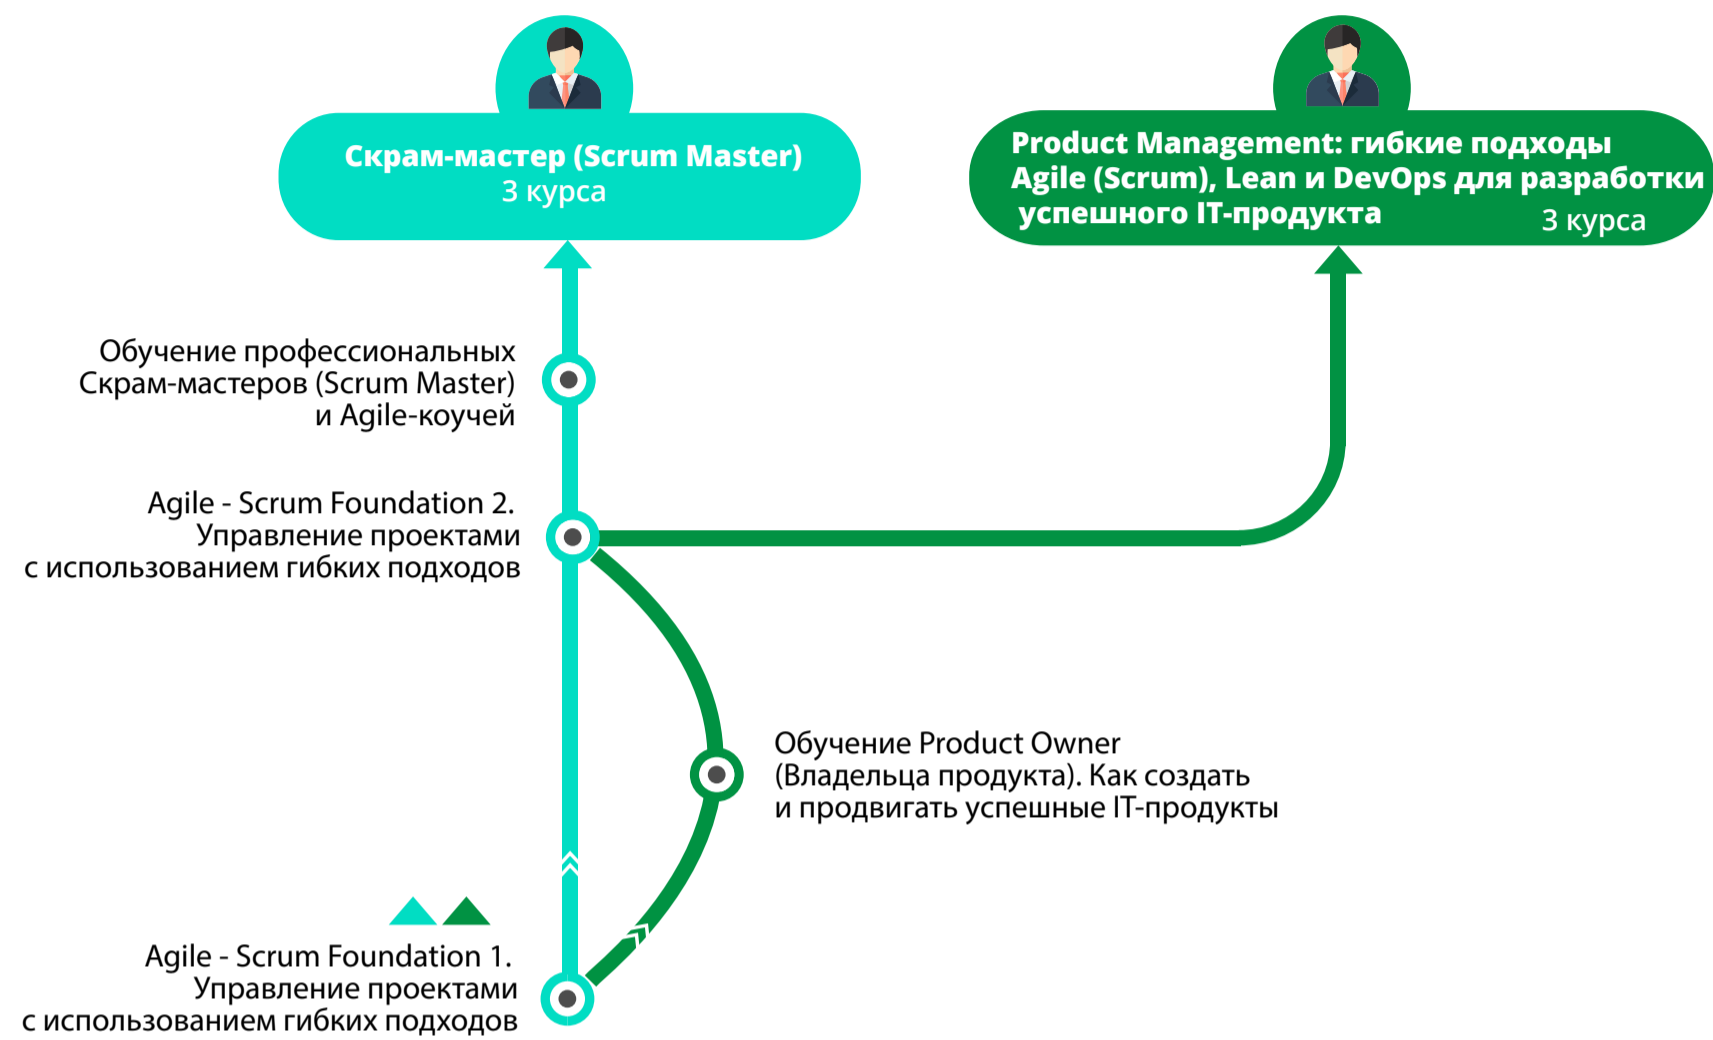 Скрам-мастер (Scrum Master)
3 курса
Product Management: гибкие подходы
Agile (Scrum), Lean и DevOps для разработки
успешного IT-продукта
3 курса
Обучение профессиональных
Скрам-мастеров (Scrum Master)
и Agile-коучей
Agile - Scrum Foundation 2.
Управление проектами
с использованием гибких подходов
Обучение Product Owner
(Владельца продукта). Как создать
и продвигать успешные IT-продукты
Agile - Scrum Foundation 1.
Управление проектами
с использованием гибких подходов